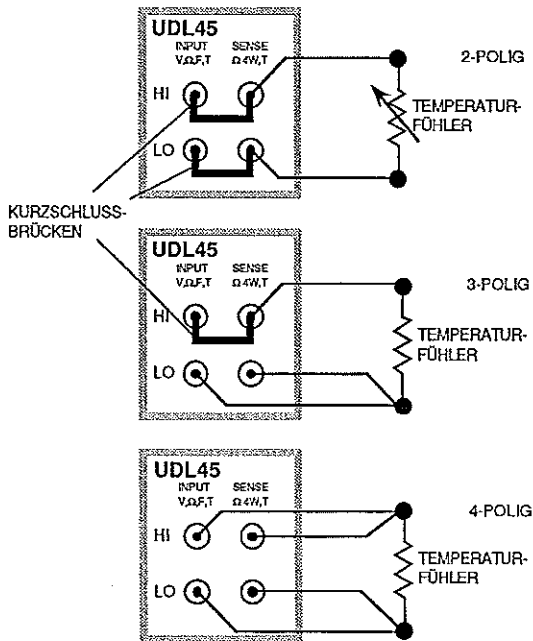 UDL45
INPUT SENSE
V,Ω,F,T Ω 4W,T
2-POLIG
HI
TEMPERATUR-
FÜHLER
LO
KURZSCHLUSS-
BRÜCKEN
UDL45
INPUT SENSE
V,Ω,F,T Ω 4W,T
3-POLIG
HI
TEMPERATUR-
FÜHLER
LO
UDL45
INPUT SENSE
V,Ω,F,T Ω 4W,T
4-POLIG
HI
TEMPERATUR-
FÜHLER
LO